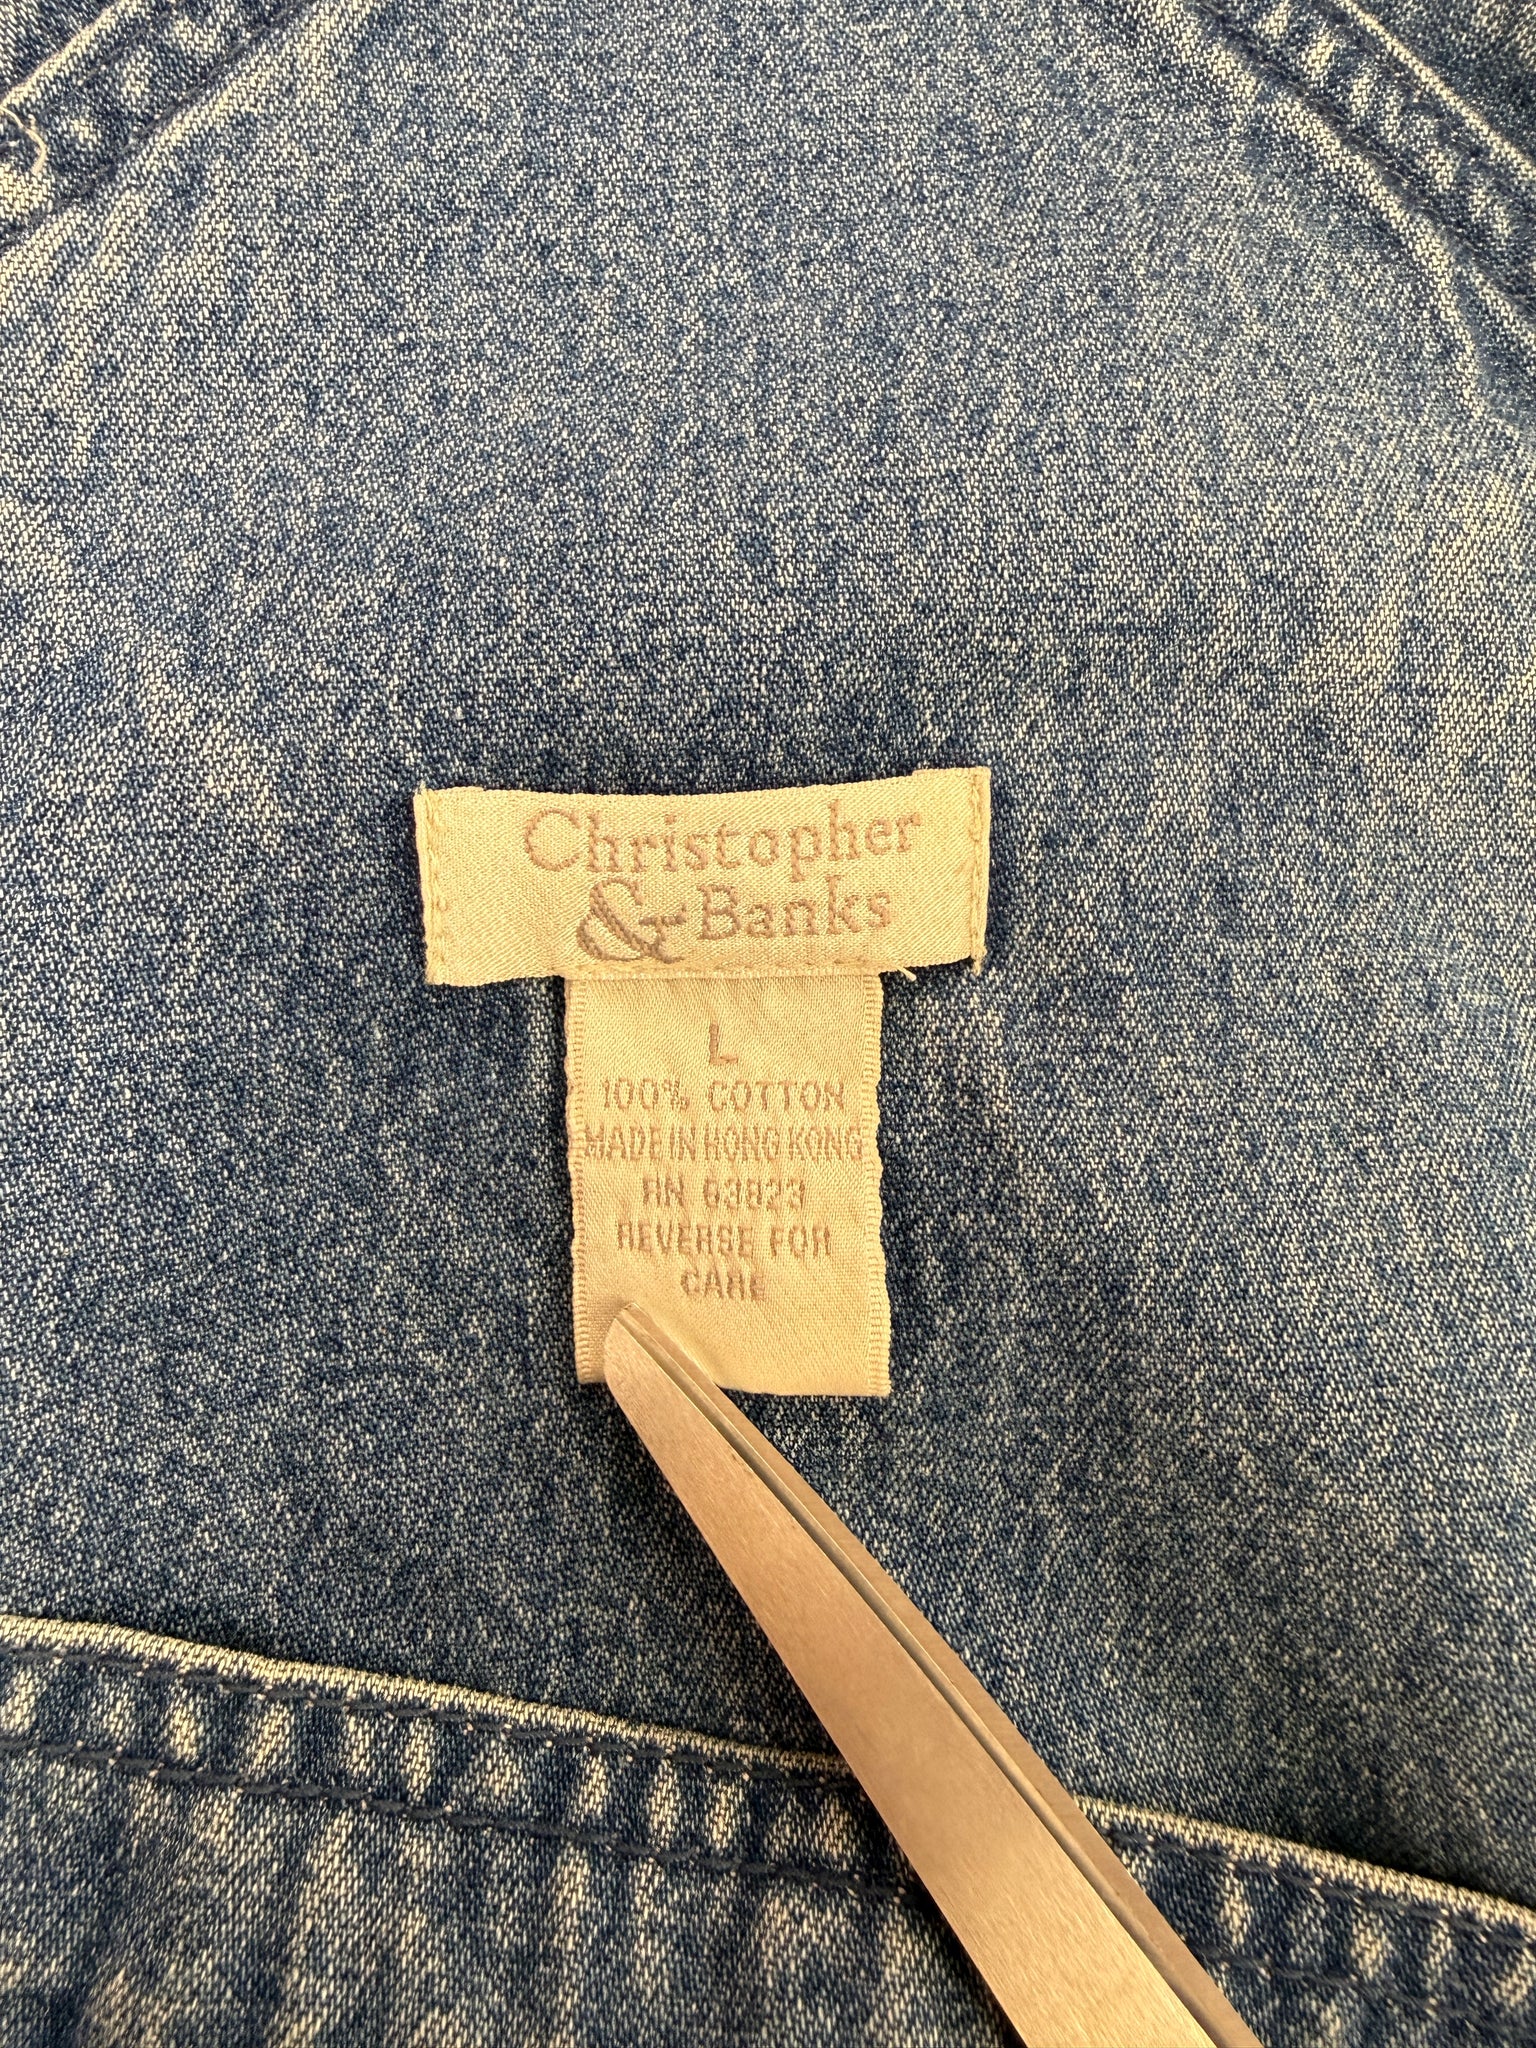 Christopher
& Banks
L
100% COTTON
MADE IN HONG KONG
RN 63823
REVERSE FOR
CARE